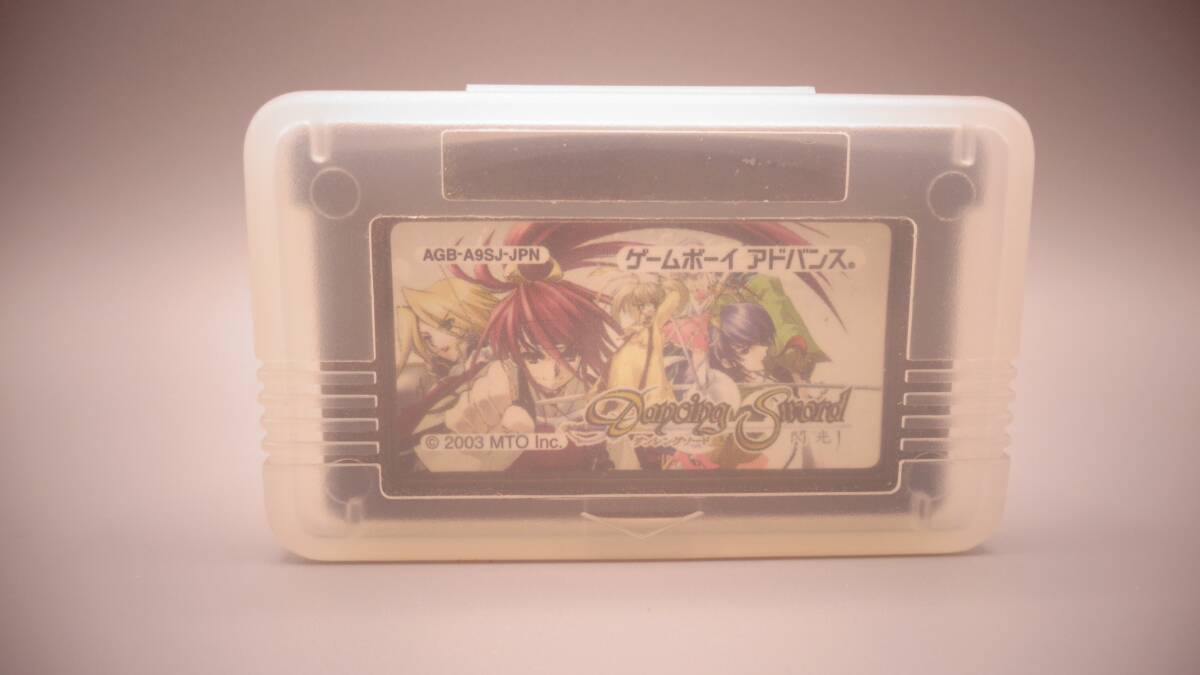 AGB-A9SJ-JPN
ゲームボーイ アドバンス®
Dancing Sword
ダンシングソード
閃光!
© 2003 MTO Inc.